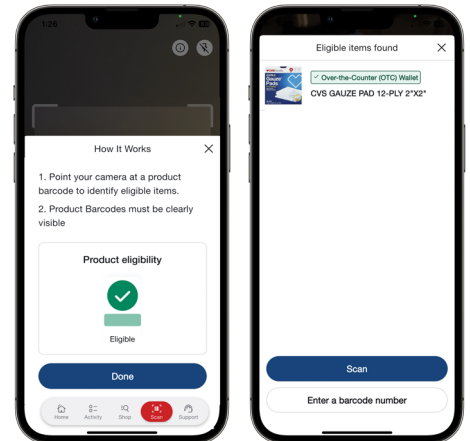 1:26
How It Works
1. Point your camera at a product
barcode to identify eligible items.
2. Product Barcodes must be clearly
visible
Product eligibility
Eligible
Done
Home
Activity
Shop
Scan
Support
Eligible items found
Gauze
Pads
Over-the-Counter (OTC) Wallet
CVS GAUZE PAD 12-PLY 2"X2"
Scan
Enter a barcode number